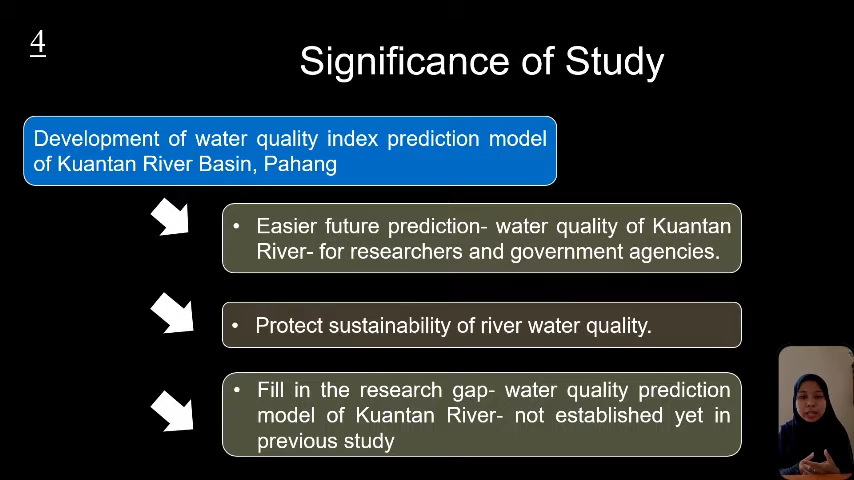 4
Significance of Study
Development of water quality index prediction model
of Kuantan River Basin, Pahang
• Easier future prediction- water quality of Kuantan
River- for researchers and government agencies.
• Protect sustainability of river water quality.
• Fill in the research gap- water quality prediction
model of Kuantan River- not established yet in
previous study